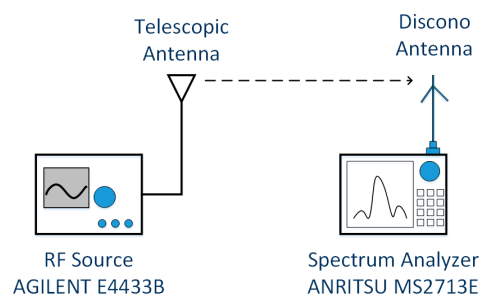 Telescopic
Antenna
Discono
Antenna
RF Source
AGILENT E4433B
Spectrum Analyzer
ANRITSU MS2713E